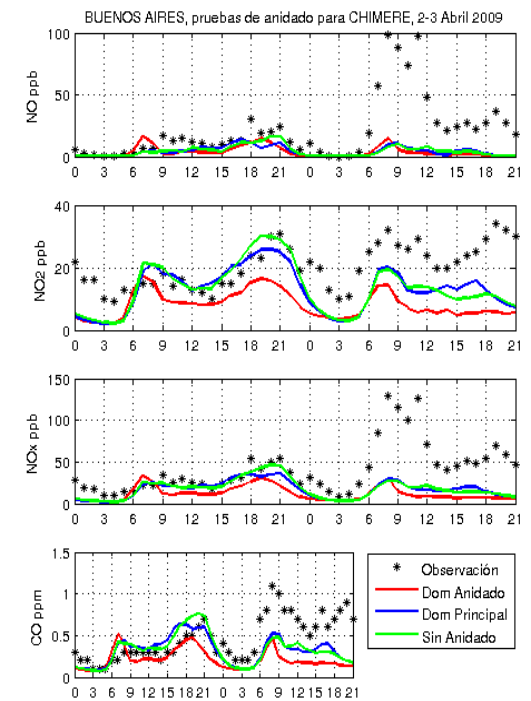 BUENOS AIRES, pruebas de anidado para CHIMERE, 2-3 Abril 2009
NO ppb
100
50
0
0 3 6 9 12 15 18 21 0 3 6 9 12 15 18 21
NO2 ppb
40
20
0
0 3 6 9 12 15 18 21 0 3 6 9 12 15 18 21
NOx ppb
150
100
50
0
0 3 6 9 12 15 18 21 0 3 6 9 12 15 18 21
CO ppm
1.5
1
0.5
0
0 3 6 9 12 15 18 21 0 3 6 9 12 15 18 21
Observación
Dom Anidado
Dom Principal
Sin Anidado